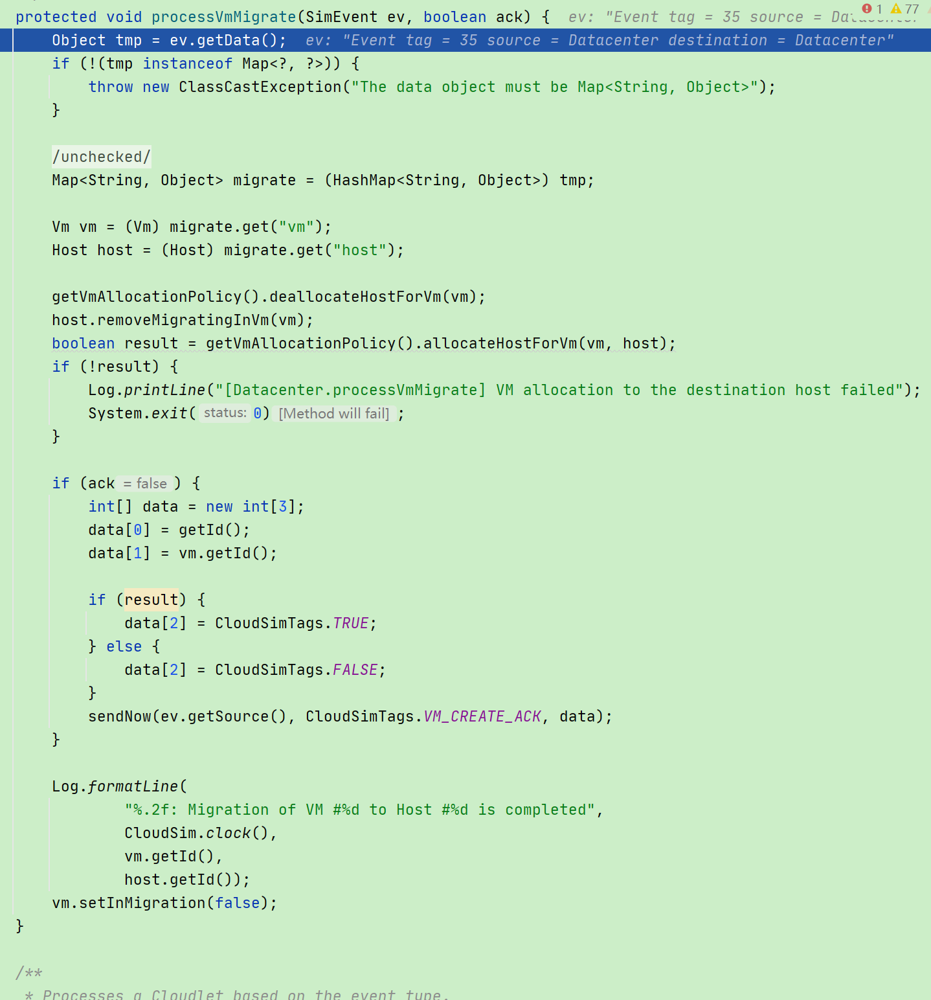 protected void processVmMigrate(SimEvent ev, boolean ack) { ev: "Event tag = 35 source = 1 77
Object tmp = ev.getData(); ev: "Event tag = 35 source = Datacenter destination = Datacenter"
if (!(tmp instanceof Map<?, ?>)) {
throw new ClassCastException("The data object must be Map<String, Object>");
}
/unchecked/
Map<String, Object> migrate = (HashMap<String, Object>) tmp;
Vm vm = (Vm) migrate.get("vm");
Host host = (Host) migrate.get("host");
getVmAllocationPolicy().deallocateHostForVm(vm);
host.removeMigratingInVm(vm);
boolean result = getVmAllocationPolicy().allocateHostForVm(vm, host);
if (!result) {
Log.printLine("[Datacenter.processVmMigrate] VM allocation to the destination host failed");
System.exit( status: 0) [Method will fail] ;
}
if (ack = false ) {
int[] data = new int[3];
data[0] = getId();
data[1] = vm.getId();
if (result) {
data[2] = CloudSimTags.TRUE;
} else {
data[2] = CloudSimTags.FALSE;
}
sendNow(ev.getSource(), CloudSimTags.VM_CREATE_ACK, data);
}
Log.formatLine(
"%.2f: Migration of VM #%d to Host #%d is completed",
CloudSim.clock(),
vm.getId(),
host.getId());
vm.setInMigration(false);
}
/**
* Processes a Cloudlet based on the event type.